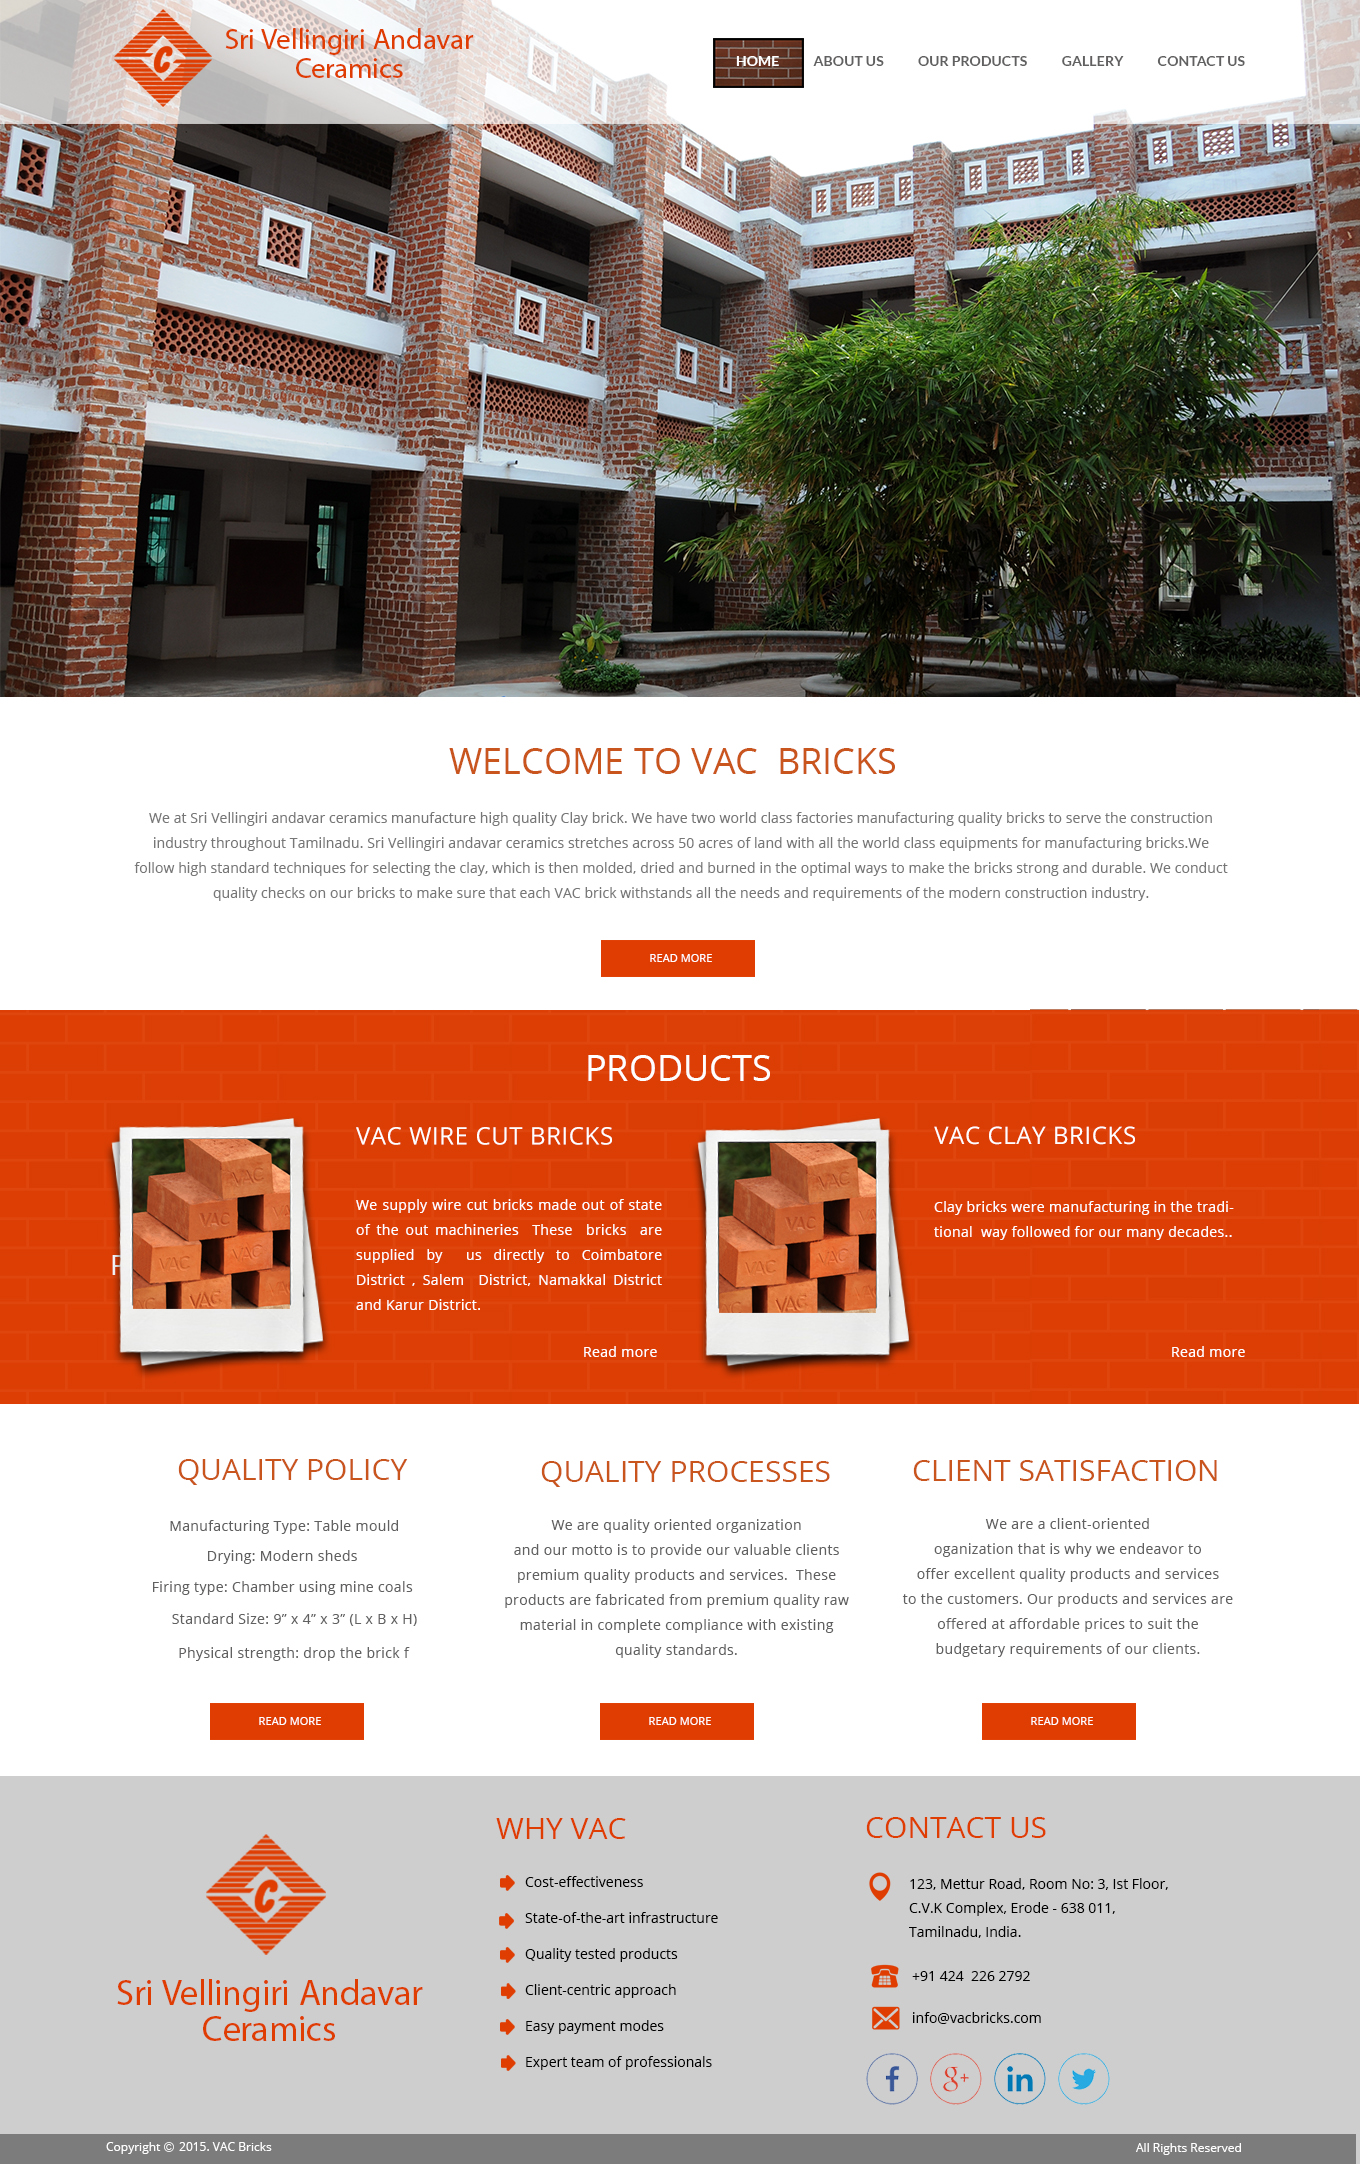 Sri Vellingiri Andavar
Ceramics
HOME ABOUT US OUR PRODUCTS GALLERY CONTACT US
WELCOME TO VAC BRICKS
We at Sri Vellingiri andavar ceramics manufacture high quality Clay brick. We have two world class factories manufacturing quality bricks to serve the construction
industry throughout Tamilnadu. Sri Vellingiri andavar ceramics stretches across 50 acres of land with all the world class equipments for manufacturing bricks.We
follow high standard techniques for selecting the clay, which is then molded, dried and burned in the optimal ways to make the bricks strong and durable. We conduct
quality checks on our bricks to make sure that each VAC brick withstands all the needs and requirements of the modern construction industry.
READ MORE
PRODUCTS
VAC
VAC
VAC
VAC
VAC
VAC WIRE CUT BRICKS
We supply wire cut bricks made out of state
of the out machineries These bricks are
supplied by us directly to Coimbatore
District , Salem District, Namakkal District
and Karur District.
Read more
VAC
VAC
VAC
VAC
VAC
VAC CLAY BRICKS
Clay bricks were manufacturing in the tradi-
tional way followed for our many decades..
Read more
QUALITY POLICY
Manufacturing Type: Table mould
Drying: Modern sheds
Firing type: Chamber using mine coals
Standard Size: 9” x 4” x 3” (L x B x H)
Physical strength: drop the brick f
READ MORE
QUALITY PROCESSES
We are quality oriented organization
and our motto is to provide our valuable clients
premium quality products and services. These
products are fabricated from premium quality raw
material in complete compliance with existing
quality standards.
READ MORE
CLIENT SATISFACTION
We are a client-oriented
oganization that is why we endeavor to
offer excellent quality products and services
to the customers. Our products and services are
offered at affordable prices to suit the
budgetary requirements of our clients.
READ MORE
Sri Vellingiri Andavar
Ceramics
WHY VAC
Cost-effectiveness
State-of-the-art infrastructure
Quality tested products
Client-centric approach
Easy payment modes
Expert team of professionals
CONTACT US
123, Mettur Road, Room No: 3, Ist Floor,
C.V.K Complex, Erode - 638 011,
Tamilnadu, India.
+91 424 226 2792
info@vacbricks.com
Copyright © 2015. VAC Bricks
All Rights Reserved